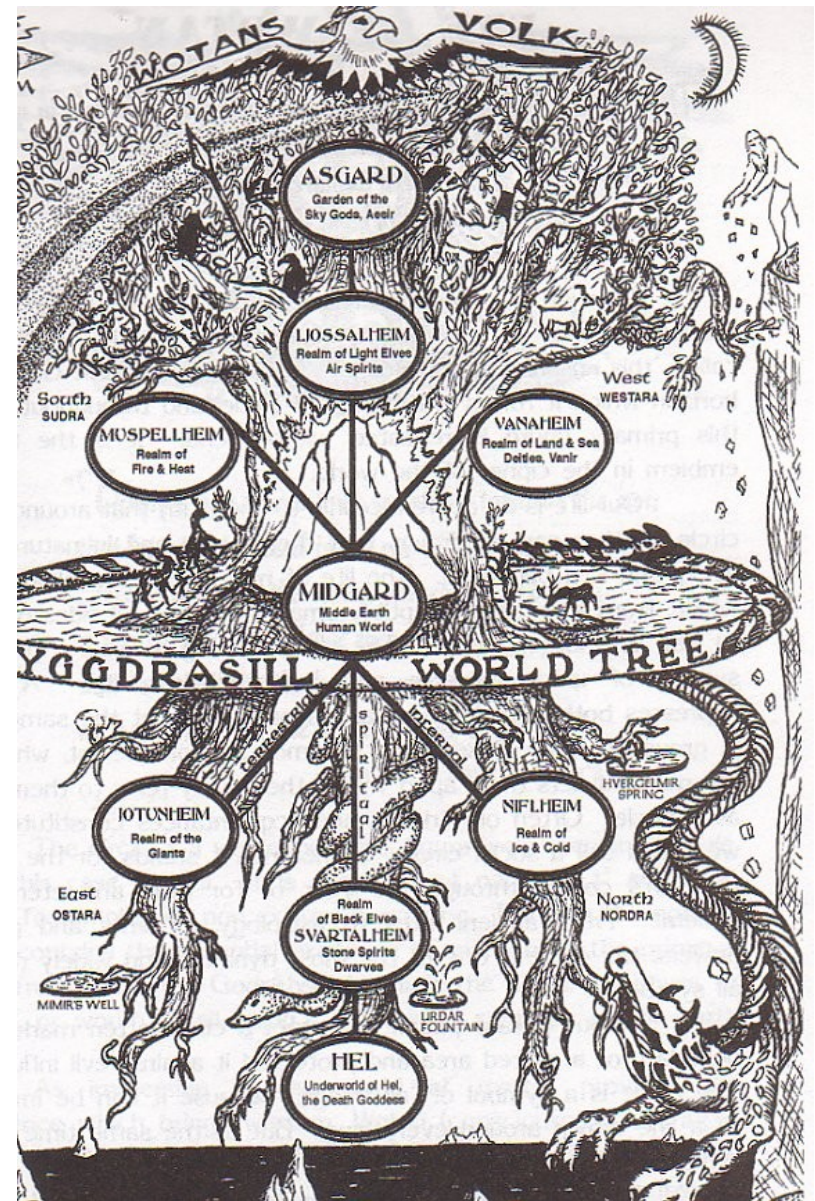 WOTANS VOLK
ASGARD
Garden of the
Sky Gods, Aesir
LJOSSALHEIM
Realm of Light Elves
Air Spirits
South
SUDRA
West
WESTARA
MUSPELLHEIM
Realm of
Fire & Heat
VANAHEIM
Realm of Land & Sea
Deities, Vanir
MIDGARD
Middle Earth
Human World
YGGDRASILL WORLD TREE
terrestrial
spiritual
infernal
HVERGELMIR
SPRING
JOTUNHEIM
Realm of the
Giants
NIFLHEIM
Realm of
Ice & Cold
East
OSTARA
North
NORDRA
Realm
of Black Elves
SVARTALHEIM
Stone Spirits
Dwarves
MIMIR'S WELL
URDAR
FOUNTAIN
HEL
Underworld of Hel,
the Death Goddess